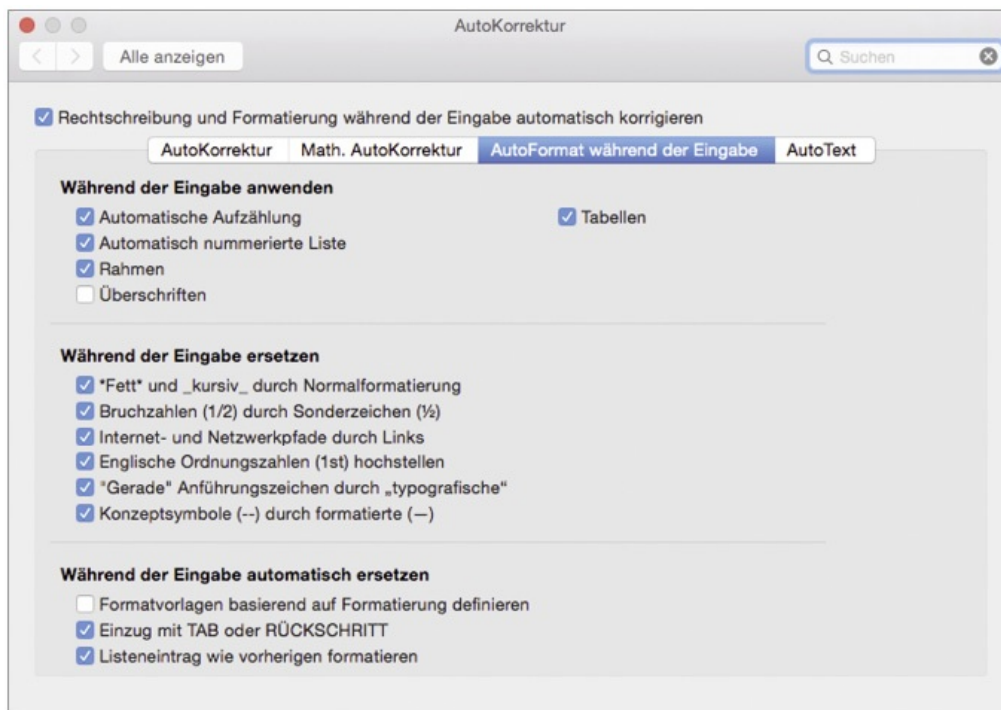 AutoKorrektur
Alle anzeigen
Suchen
Rechtschreibung und Formatierung während der Eingabe automatisch korrigieren
AutoKorrektur Math. AutoKorrektur AutoFormat während der Eingabe AutoText
Während der Eingabe anwenden
Automatische Aufzählung Tabellen
Automatisch nummerierte Liste
Rahmen
Überschriften
Während der Eingabe ersetzen
*Fett* und _kursiv_ durch Normalformatierung
Bruchzahlen (1/2) durch Sonderzeichen (½)
Internet- und Netzwerkpfade durch Links
Englische Ordnungszahlen (1st) hochstellen
"Gerade" Anführungszeichen durch „typografische“
Konzeptsymbole (--) durch formatierte (—)
Während der Eingabe automatisch ersetzen
Formatvorlagen basierend auf Formatierung definieren
Einzug mit TAB oder RÜCKSCHRITT
Listeneintrag wie vorherigen formatieren